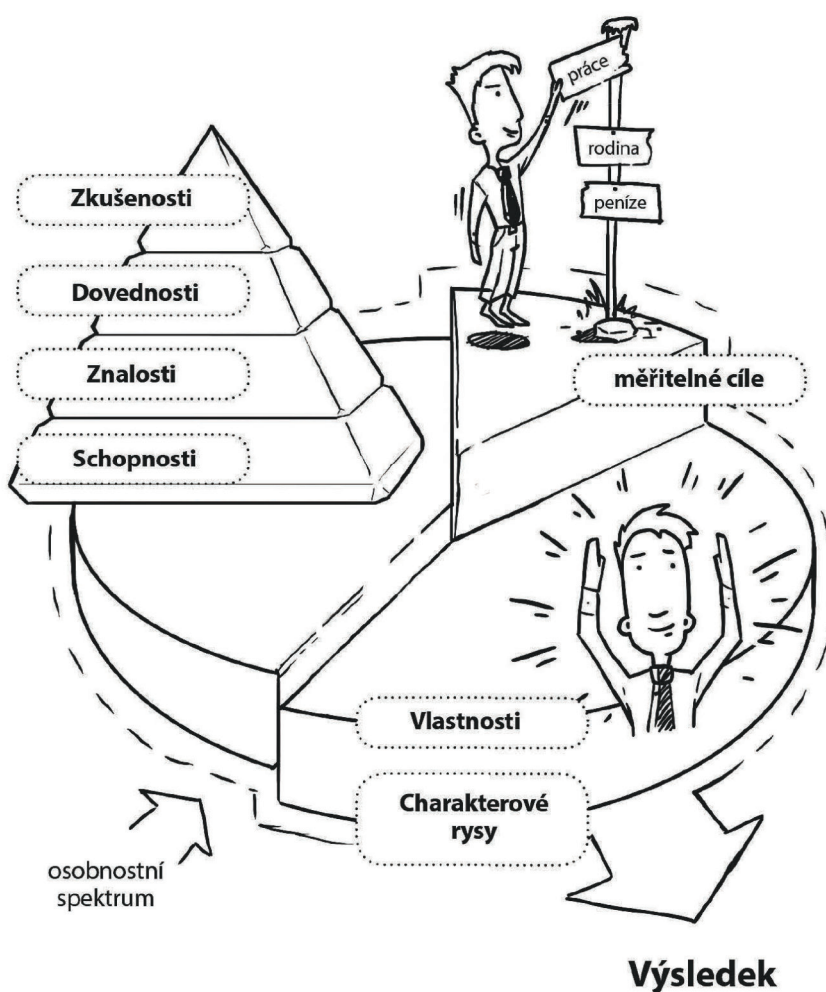 práce
rodina
peníze
Zkušenosti
Dovednosti
Znalosti
Schopnosti
měřitelné cíle
Vlastnosti
Charakterové
rysy
osobnostní
spektrum
Výsledek